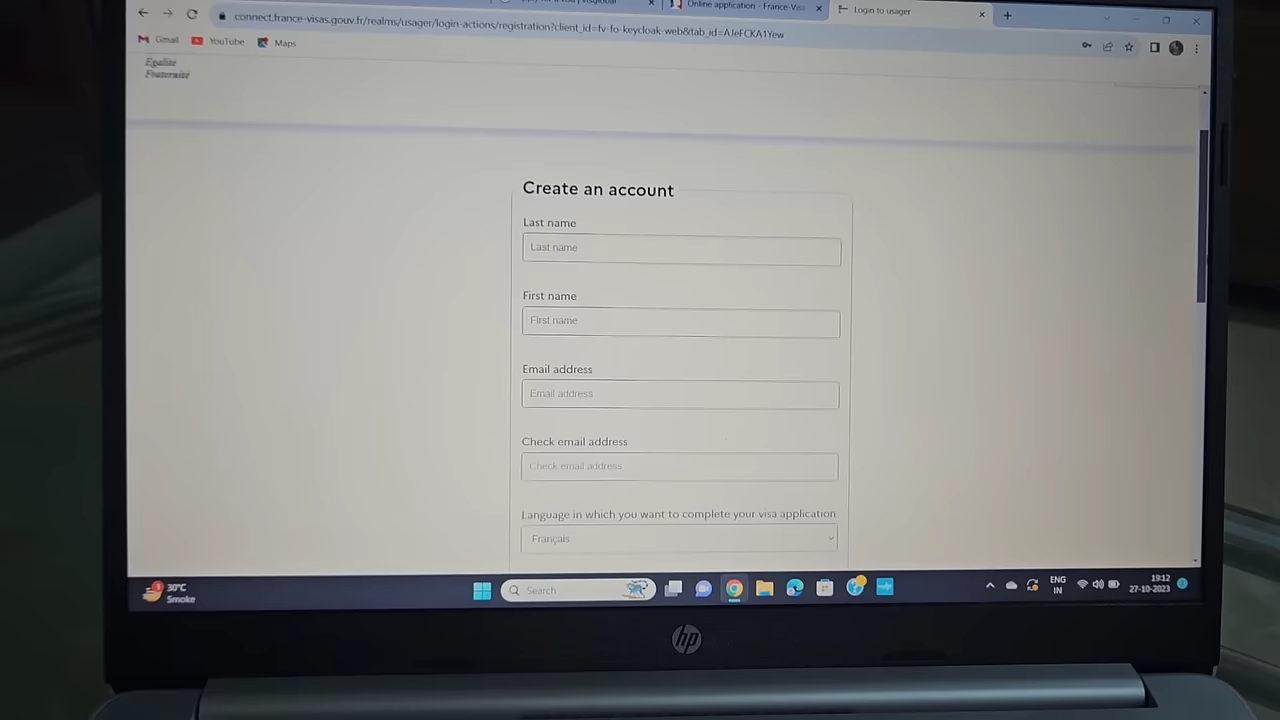 Online application - France-Visa
Login to usager
connect.france-visas.gouv.fr/realms/usager/login-actions/registration?client_id=fv-fo-keycloak-web&tab_id=AJeFCKA1Yew
Gmail
YouTube
Maps
Egalité
Fraternité
Create an account
Last name
Last name
First name
First name
Email address
Email address
Check email address
Check email address
Language in which you want to complete your visa application
Français
30°C
Smoke
Search
ENG
IN
19:12
27-10-2023
hp